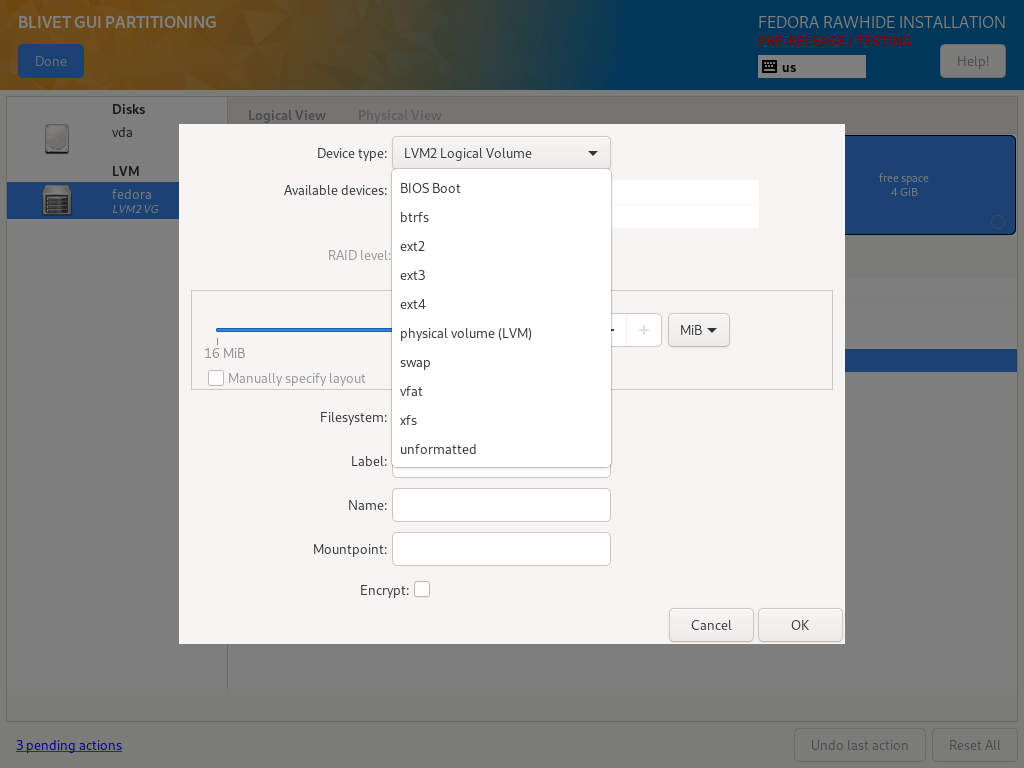 BLIVET GUI PARTITIONING
FEDORA RAWHIDE INSTALLATION
PRE-RELEASE / TESTING
Done
us
Help!
Disks
vda
LVM
fedora
LVM2 VG
Logical View
Physical View
free space
4 GiB
Device type:
LVM2 Logical Volume
Available devices:
BIOS Boot
btrfs
ext2
ext3
ext4
physical volume (LVM)
swap
vfat
xfs
unformatted
RAID level:
MiB
16 MiB
Manually specify layout
Filesystem:
Label:
Name:
Mountpoint:
Encrypt:
Cancel
OK
3 pending actions
Undo last action
Reset All